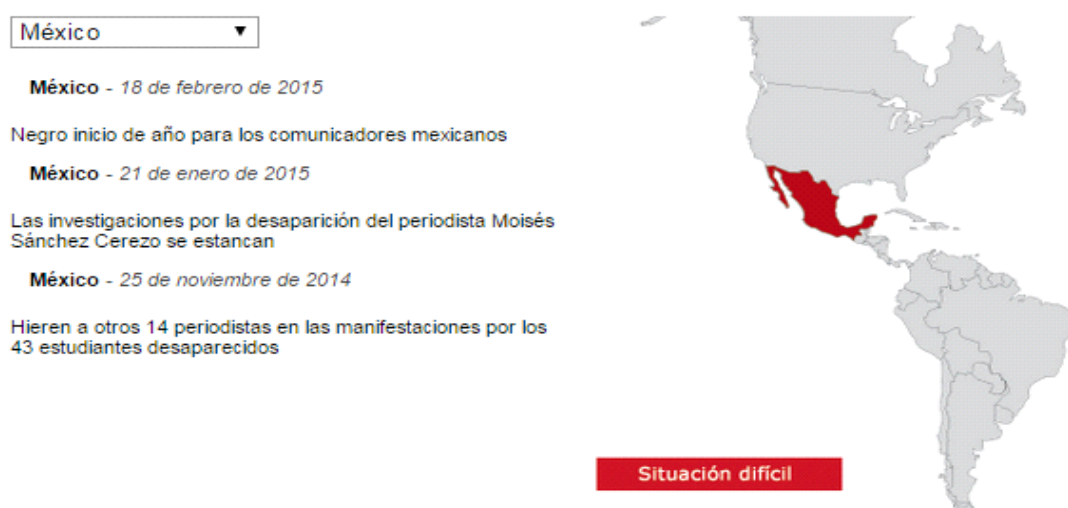 México
México - 18 de febrero de 2015
Negro inicio de año para los comunicadores mexicanos
México - 21 de enero de 2015
Las investigaciones por la desaparición del periodista Moisés
Sánchez Cerezo se estancan
México - 25 de noviembre de 2014
Hieren a otros 14 periodistas en las manifestaciones por los
43 estudiantes desaparecidos
Situación difícil